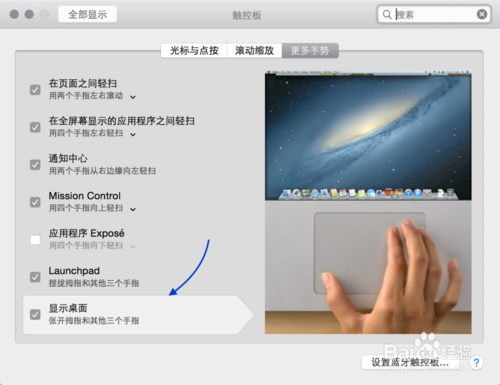 全部显示
触控板
搜索
光标与点按
滚动缩放
更多手势
在页面之间轻扫
用两个手指左右滚动
在全屏幕显示的应用程序之间轻扫
用四个手指左右轻扫
通知中心
用两个手指从右边缘向左轻扫
Mission Control
用四个手指向上轻扫
应用程序 Exposé
用四个手指向下轻扫
Launchpad
捏拢拇指和其他三个手指
显示桌面
张开拇指和其他三个手指
Baidu 经验
设置蓝牙触控板...
?